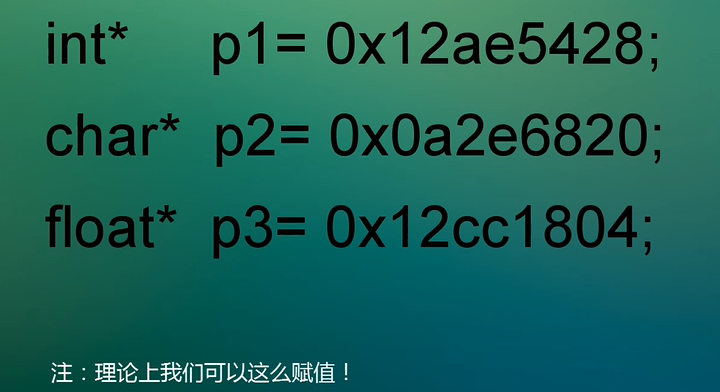 int* p1= 0x12ae5428;
char* p2= 0x0a2e6820;
float* p3= 0x12cc1804;
注：理论上我们可以这么赋值！